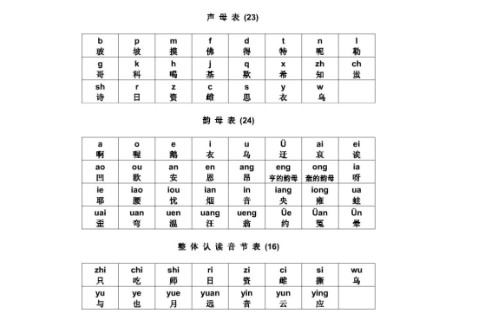 声 母 表 (23)
b p m f d t n l
玻 坡 摸 佛 得 特 呢 勒
g k h j q x zh ch
哥 科 喝 基 欺 希 知 蚩
sh r z c s y w
诗 日 资 雌 思 衣 乌
韵 母 表 (24)
a o e i u Ü ai ei
啊 喔 鹅 衣 乌 迂 哀 诶
ao ou an en ang eng ong ia
凹 欧 安 恩 昂 亨的韵母 轰的韵母 呀
ie iao iou ian in iang iong ua
耶 腰 忧 烟 音 央 雍 蛙
uai uan uen uang ueng Üe Üan Ün
歪 弯 温 汪 翁 约 冤 晕
整 体 认 读 音 节 表 (16)
zhi chi shi ri zi ci si wu
只 吃 师 日 资 雌 撕 乌
yu ye yue yuan yin yun ying
与 也 月 远 音 云 应